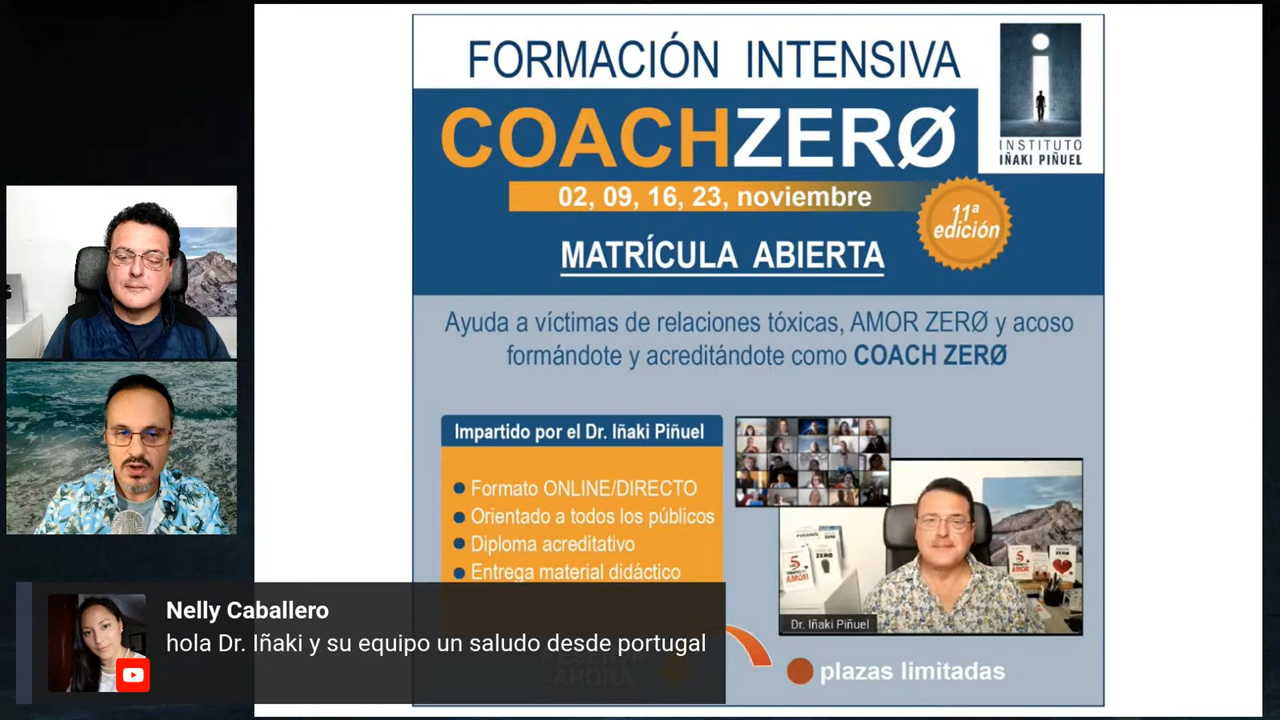 FORMACIÓN INTENSIVA
COACHZERØ
02, 09, 16, 23, noviembre
11ª
edición
MATRÍCULA ABIERTA
INSTITUTO
IÑAKI PIÑUEL
Ayuda a víctimas de relaciones tóxicas, AMOR ZERØ y acoso
formándote y acreditándote como COACH ZERØ
Impartido por el Dr. Iñaki Piñuel
Formato ONLINE/DIRECTO
Orientado a todos los públicos
Diploma acreditativo
Entrega material didáctico
RESERVA
AHORA
Dr. Iñaki Piñuel
plazas limitadas
Nelly Caballero
hola Dr. Iñaki y su equipo un saludo desde portugal